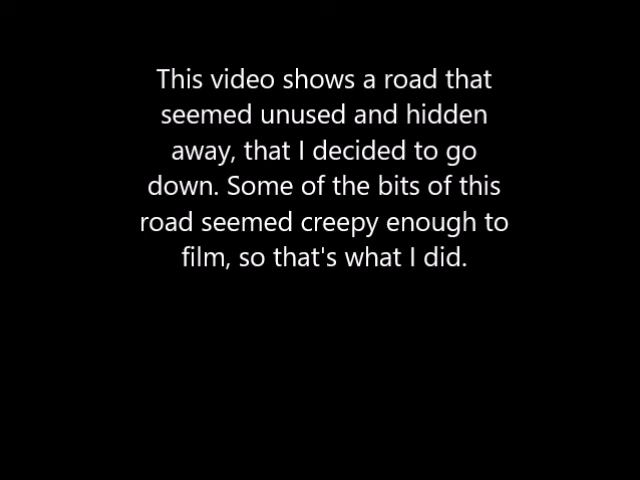 This video shows a road that
seemed unused and hidden
away, that I decided to go
down. Some of the bits of this
road seemed creepy enough to
film, so that's what I did.